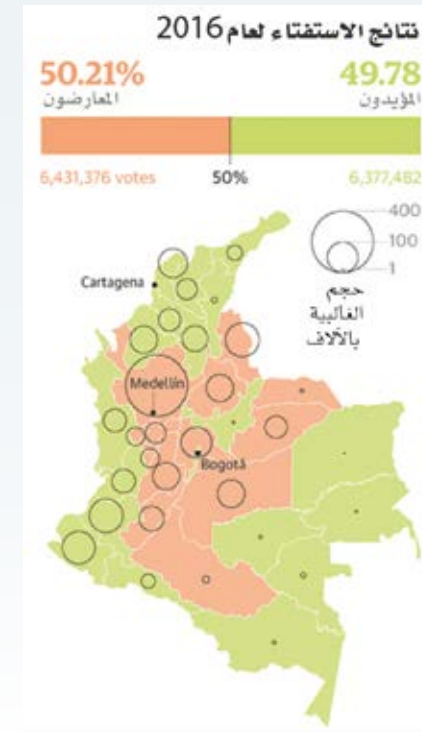 نتائج الاستفتاء لعام 2016
50.21% 49.78
المعارضون المؤيدون
6,431,376 votes 50% 6,377,482
400
100
1
حجم
الغالبية
بالآلاف
Cartagena
Medellín
Bogotá